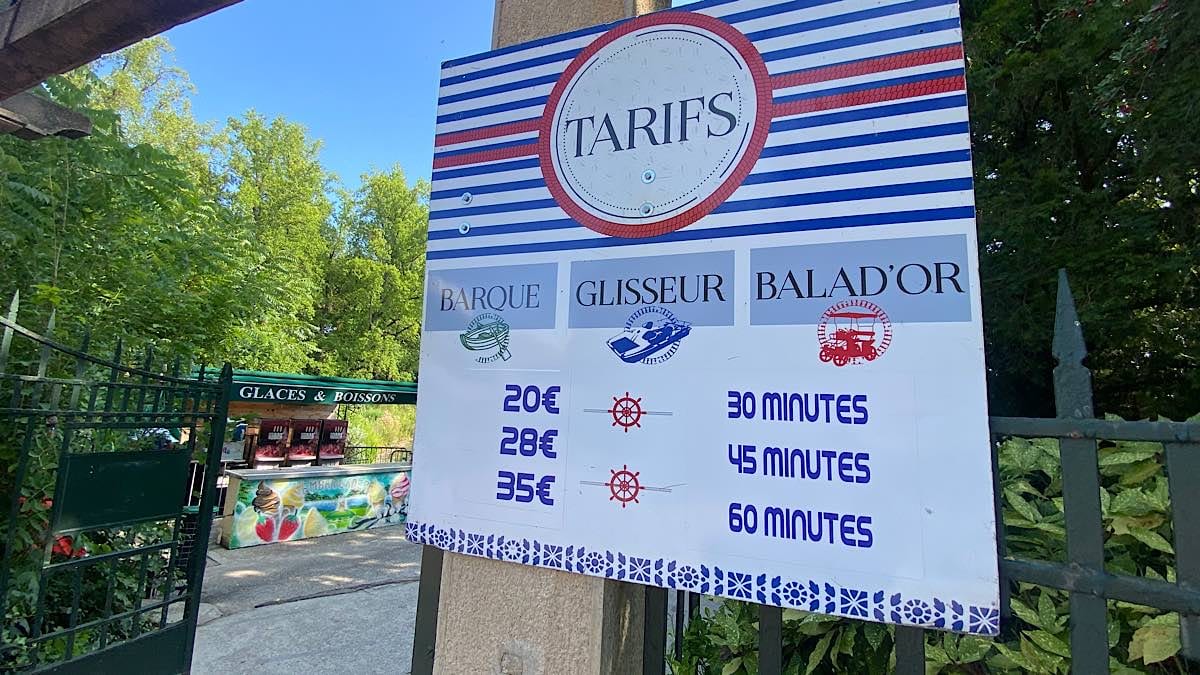 TARIFS
BARQUE GLISSEUR BALAD'OR
20€ 30 MINUTES
28€ 45 MINUTES
35€ 60 MINUTES
GLACES & BOISSONS